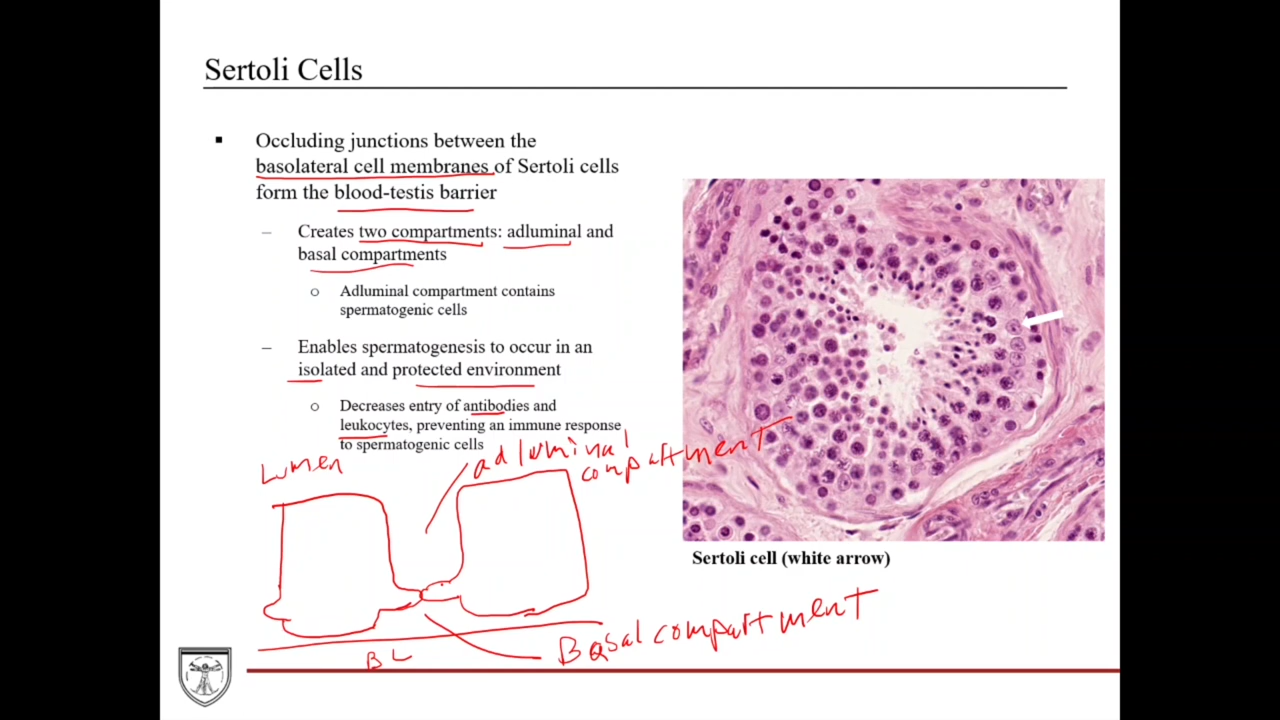 Sertoli Cells
▪ Occluding junctions between the
basolateral cell membranes of Sertoli cells
form the blood-testis barrier
– Creates two compartments: adluminal and
basal compartments
o Adluminal compartment contains
spermatogenic cells
– Enables spermatogenesis to occur in an
isolated and protected environment
o Decreases entry of antibodies and
leukocytes, preventing an immune response
to spermatogenic cells
Lumen
adluminal
compartment
Sertoli cell (white arrow)
Basal compartment
BL